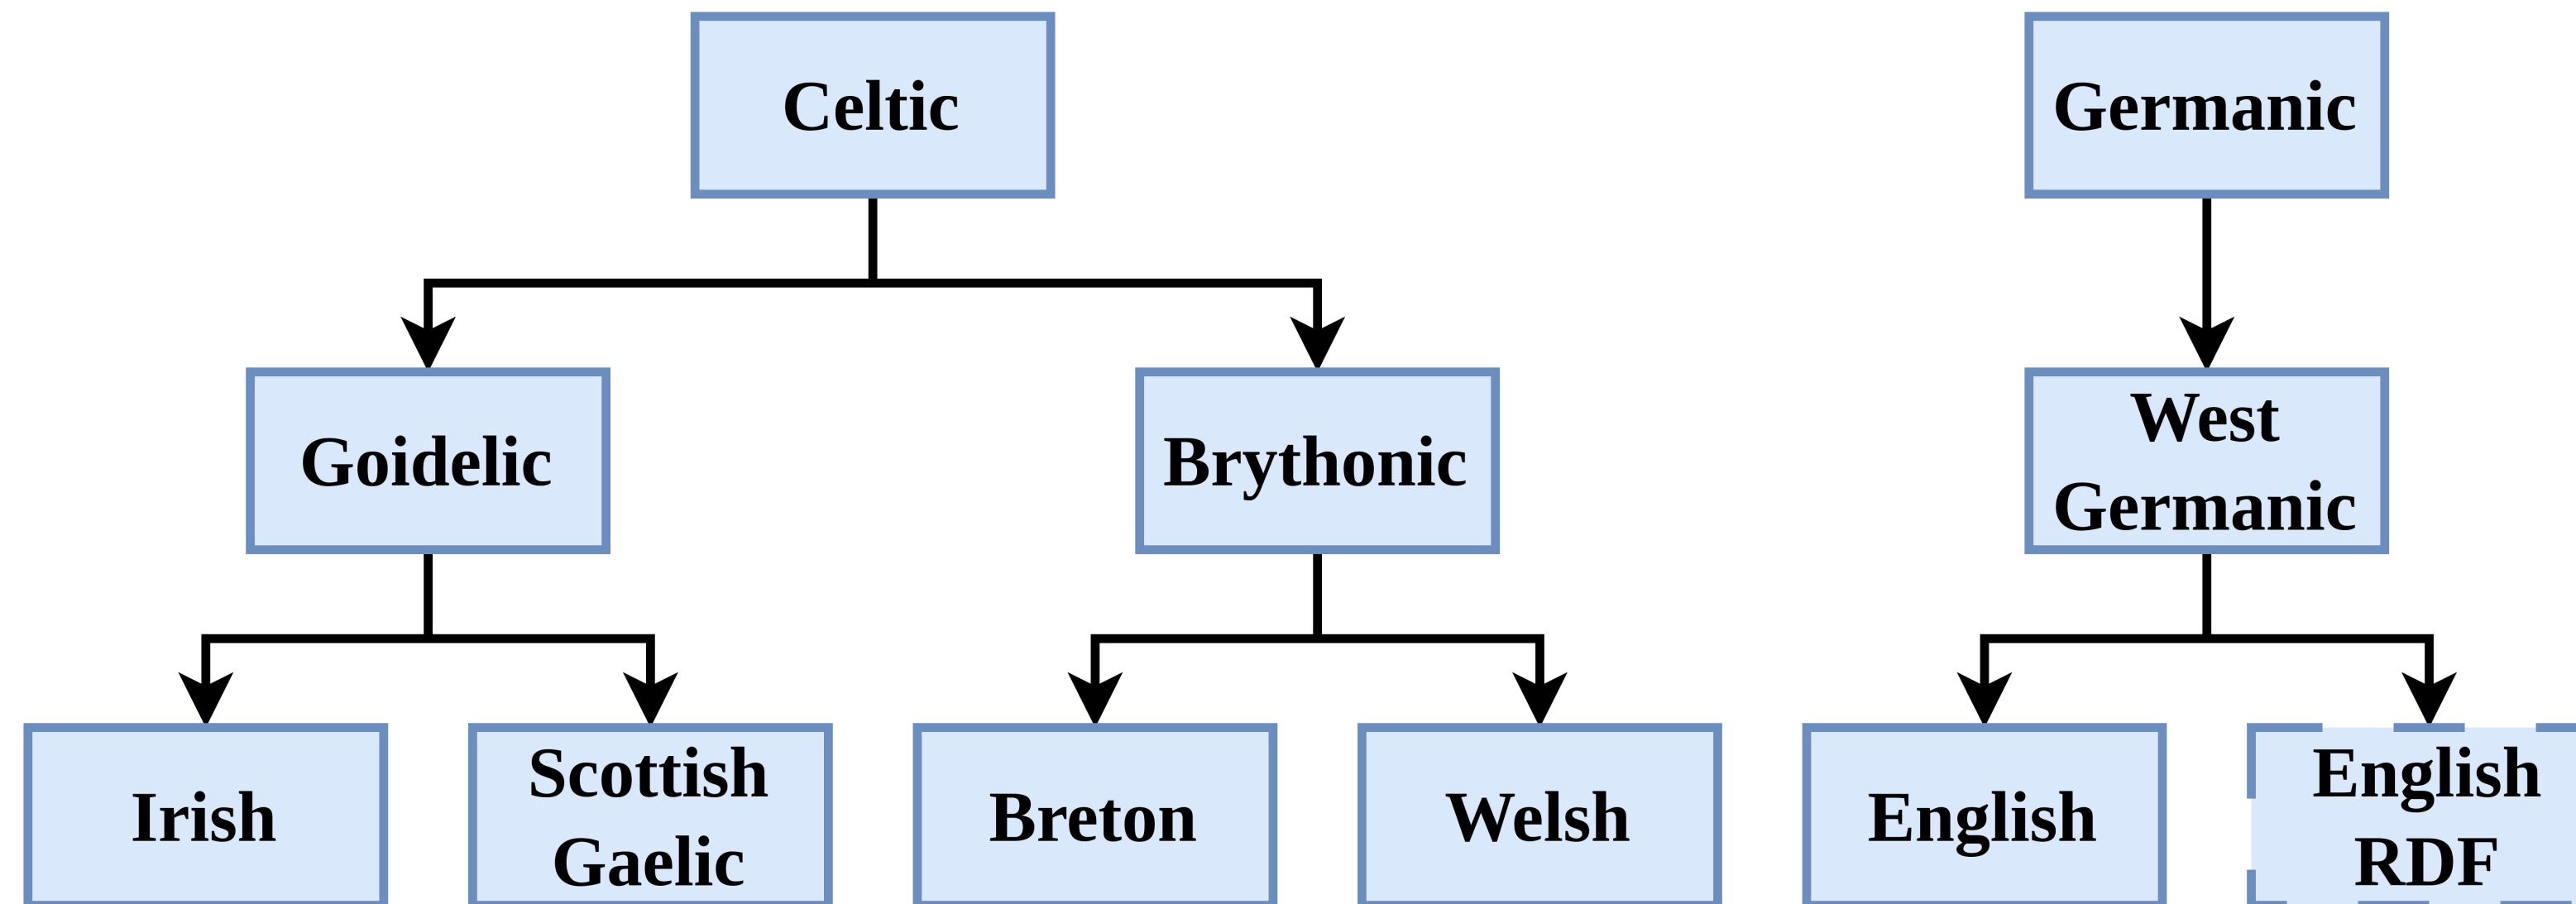 Celtic
Germanic
Goidelic
Brythonic
West
Germanic
Irish
Scottish
Gaelic
Breton
Welsh
English
English
RDF